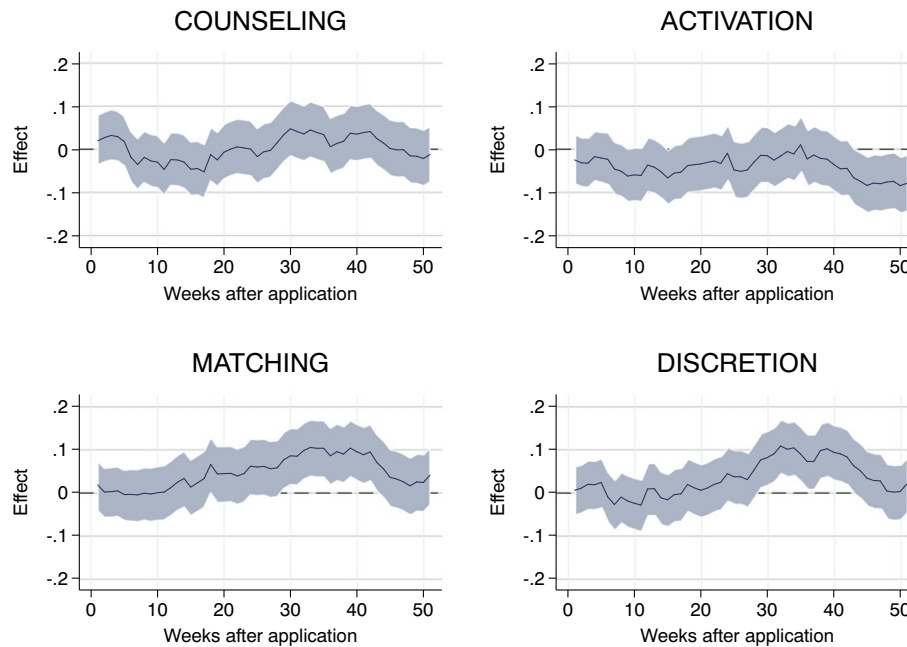 COUNSELING
.2
.1
0
-.1
-.2
Effect
0 10 20 30 40 50
Weeks after application
ACTIVATION
.2
.1
0
-.1
-.2
Effect
0 10 20 30 40 50
Weeks after application
MATCHING
.2
.1
0
-.1
-.2
Effect
0 10 20 30 40 50
Weeks after application
DISCRETION
.2
.1
0
-.1
-.2
Effect
0 10 20 30 40 50
Weeks after application